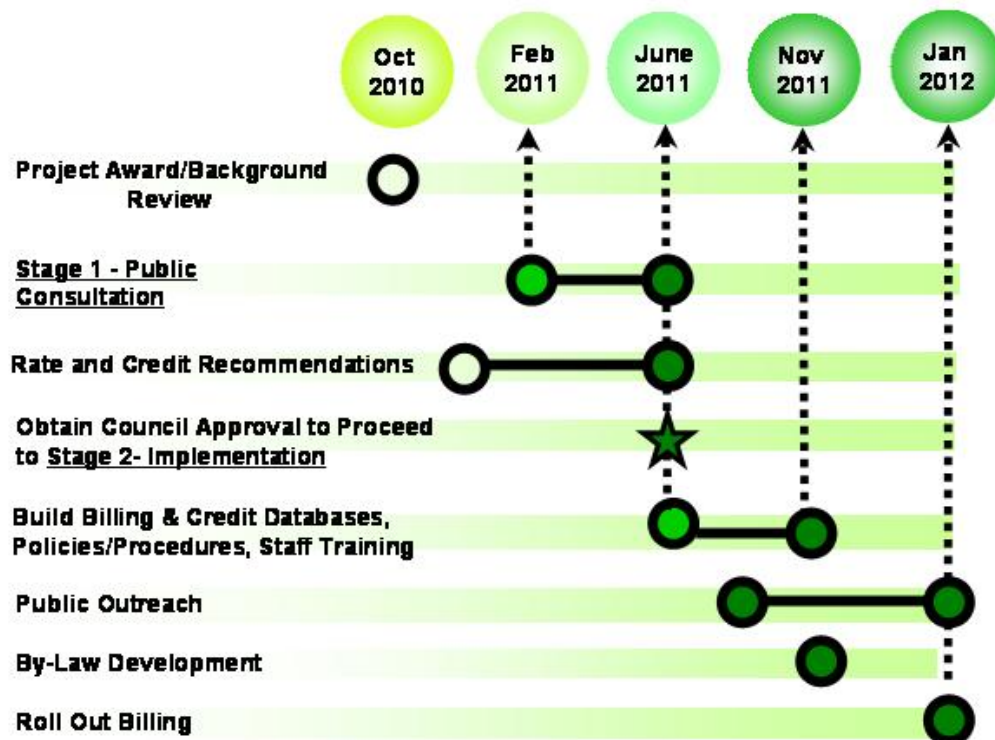 Oct
2010
Feb
2011
June
2011
Nov
2011
Jan
2012
Project Award/Background
Review
Stage 1 - Public
Consultation
Rate and Credit Recommendations
Obtain Council Approval to Proceed
to Stage 2- Implementation
Build Billing & Credit Databases,
Policies/Procedures, Staff Training
Public Outreach
By-Law Development
Roll Out Billing